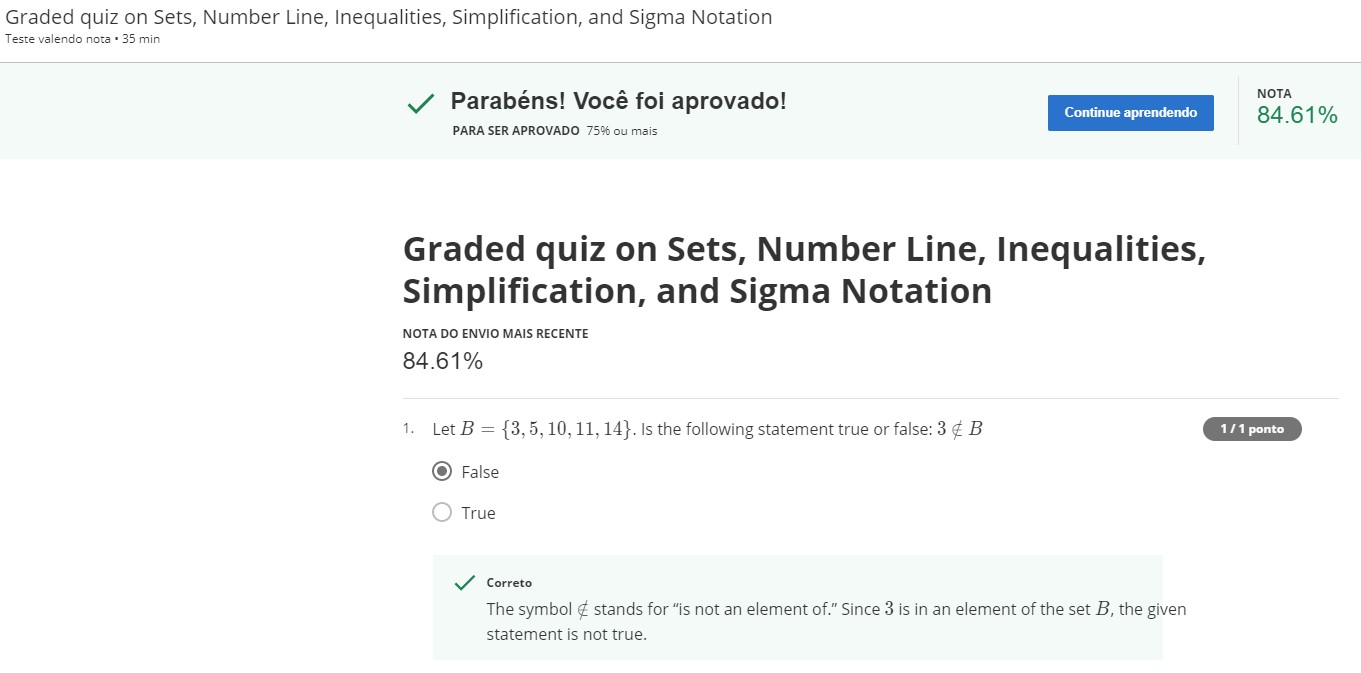 Graded quiz on Sets, Number Line, Inequalities, Simplification, and Sigma Notation
Teste valendo nota • 35 min
Parabéns! Você foi aprovado!
PARA SER APROVADO 75% ou mais
Continue aprendendo
NOTA
84.61%
Graded quiz on Sets, Number Line, Inequalities,
Simplification, and Sigma Notation
NOTA DO ENVIO MAIS RECENTE
84.61%
1. Let B = {3, 5, 10, 11, 14}. Is the following statement true or false: 3 ∉ B
1 / 1 ponto
False
True
Correto
The symbol ∉ stands for “is not an element of.” Since 3 is in an element of the set B, the given
statement is not true.